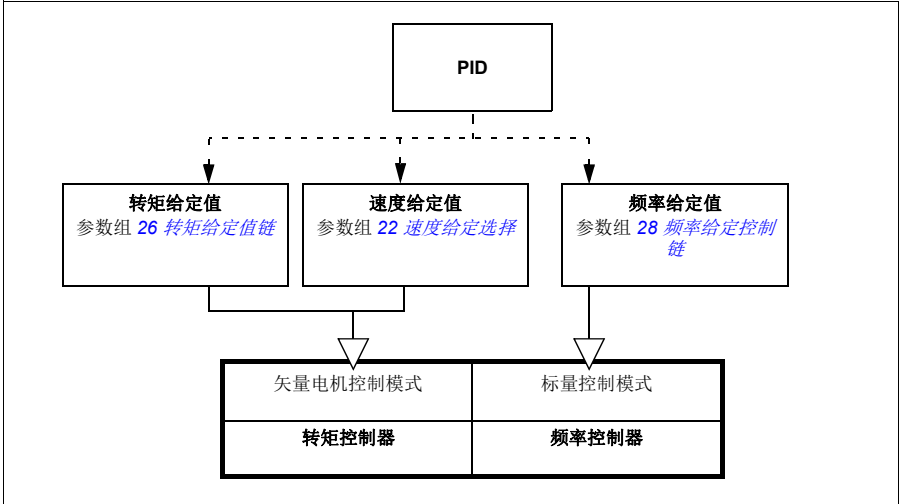 PID
转矩给定值
参数组 26 转矩给定值链
速度给定值
参数组 22 速度给定选择
频率给定值
参数组 28 频率给定控制
链
矢量电机控制模式
标量控制模式
转矩控制器
频率控制器